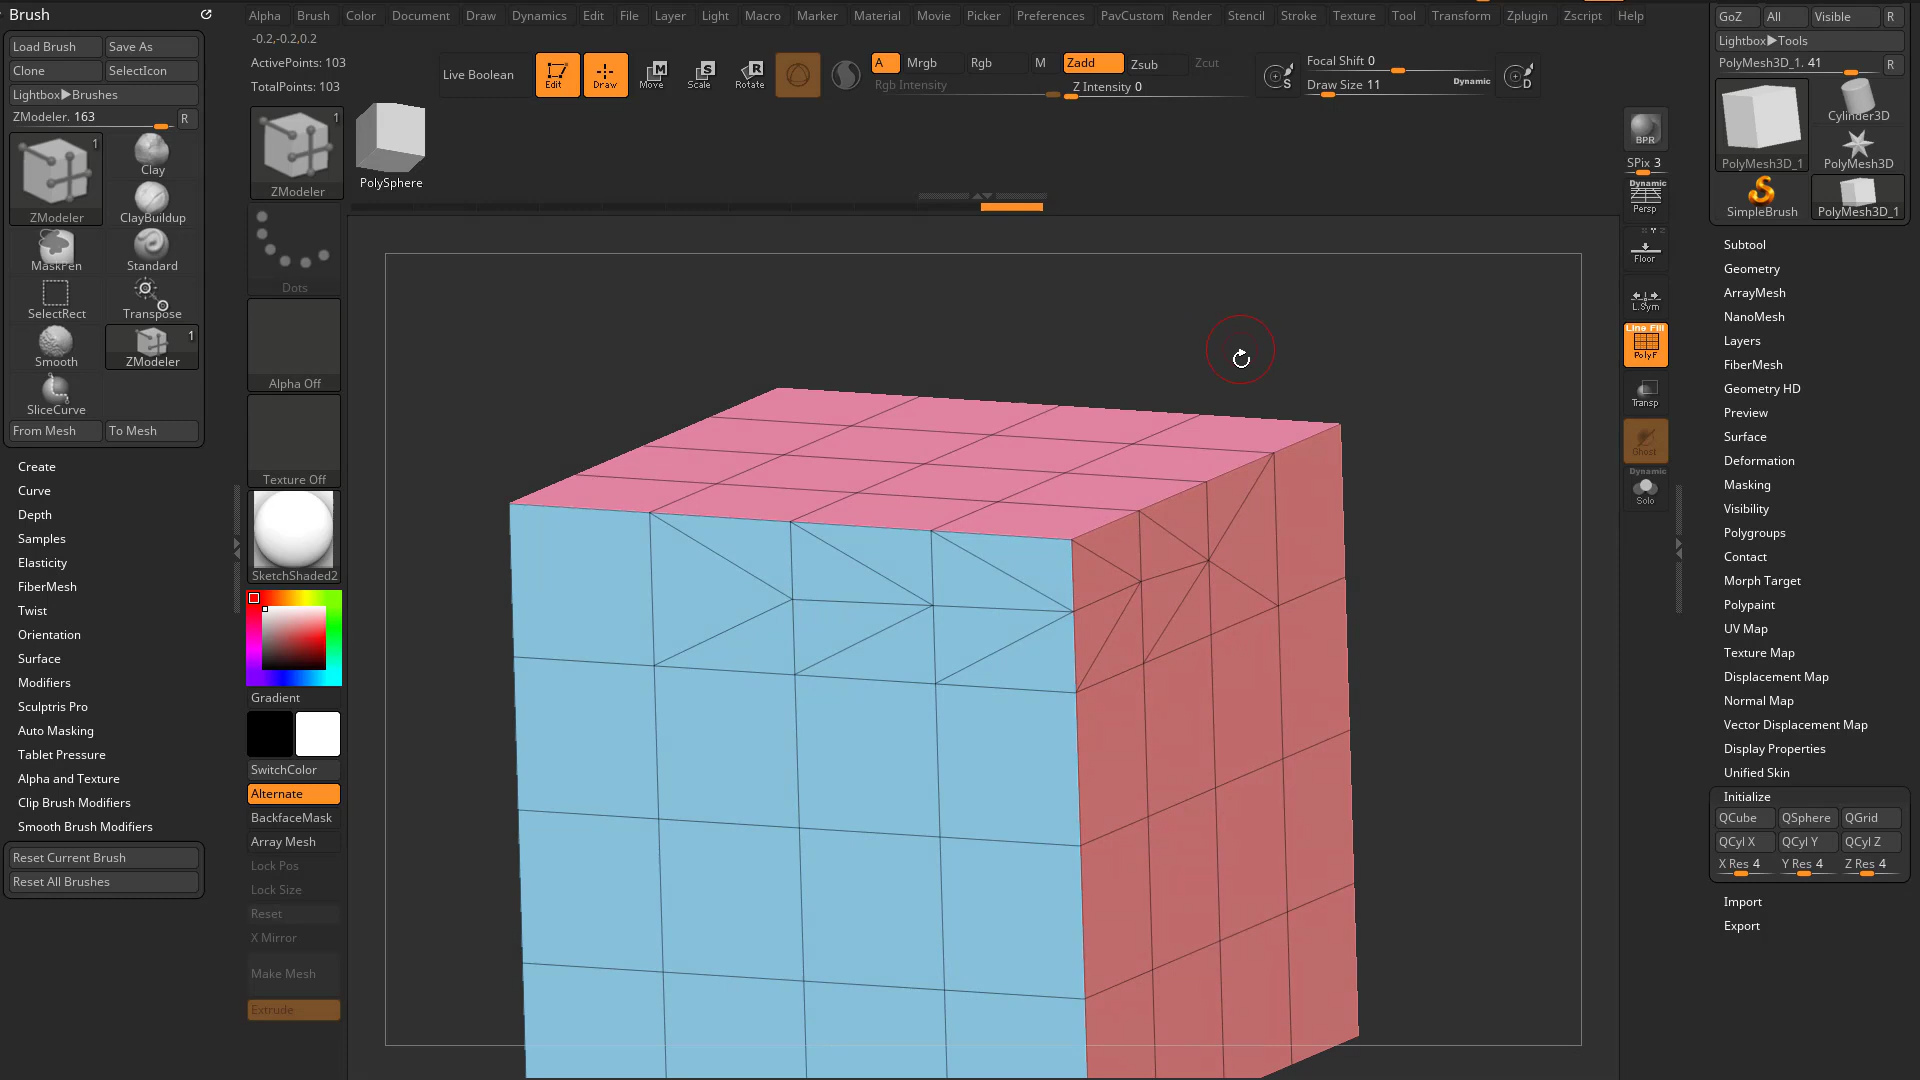 Brush
Load Brush Save As
Clone SelectIcon
Lightbox▶Brushes
ZModeler. 163 R
1
ZModeler
Clay
ClayBuildup
MaskPen
Standard
SelectRect
Transpose
Smooth
1
ZModeler
SliceCurve
From Mesh To Mesh
Create
Curve
Depth
Samples
Elasticity
FiberMesh
Twist
Orientation
Surface
Modifiers
Sculptris Pro
Auto Masking
Tablet Pressure
Alpha and Texture
Clip Brush Modifiers
Smooth Brush Modifiers
Reset Current Brush
Reset All Brushes
Alpha Brush Color Document Draw Dynamics Edit File Layer Light Macro Marker Material Movie Picker Preferences PavCustom Render Stencil Stroke Texture Tool Transform Zplugin Zscript Help
-0.2,-0.2,0.2
ActivePoints: 103
TotalPoints: 103
Live Boolean
Edit
Draw
Move
Scale
Rotate
A Mrgb Rgb M
Rgb Intensity
Zadd Zsub Zcut
Z Intensity 0
S
Focal Shift 0
Draw Size 11 Dynamic
D
1
ZModeler
PolySphere
Dots
Alpha Off
Texture Off
SketchShaded2
Gradient
SwitchColor
Alternate
BackfaceMask
Array Mesh
Lock Pos
Lock Size
Reset
X Mirror
Make Mesh
Extrude
BPR
SPix 3
Dynamic
Persp
Floor
L.Sym
Line Fill
PolyF
Transp
Ghost
Dynamic
Solo
GoZ All Visible R
Lightbox▶Tools
PolyMesh3D_1. 41 R
PolyMesh3D_1
Cylinder3D
PolyMesh3D
SimpleBrush
PolyMesh3D_1
Subtool
Geometry
ArrayMesh
NanoMesh
Layers
FiberMesh
Geometry HD
Preview
Surface
Deformation
Masking
Visibility
Polygroups
Contact
Morph Target
Polypaint
UV Map
Texture Map
Displacement Map
Normal Map
Vector Displacement Map
Display Properties
Unified Skin
Initialize
QCube QSphere QGrid
QCyl X QCyl Y QCyl Z
X Res 4 Y Res 4 Z Res 4
Import
Export